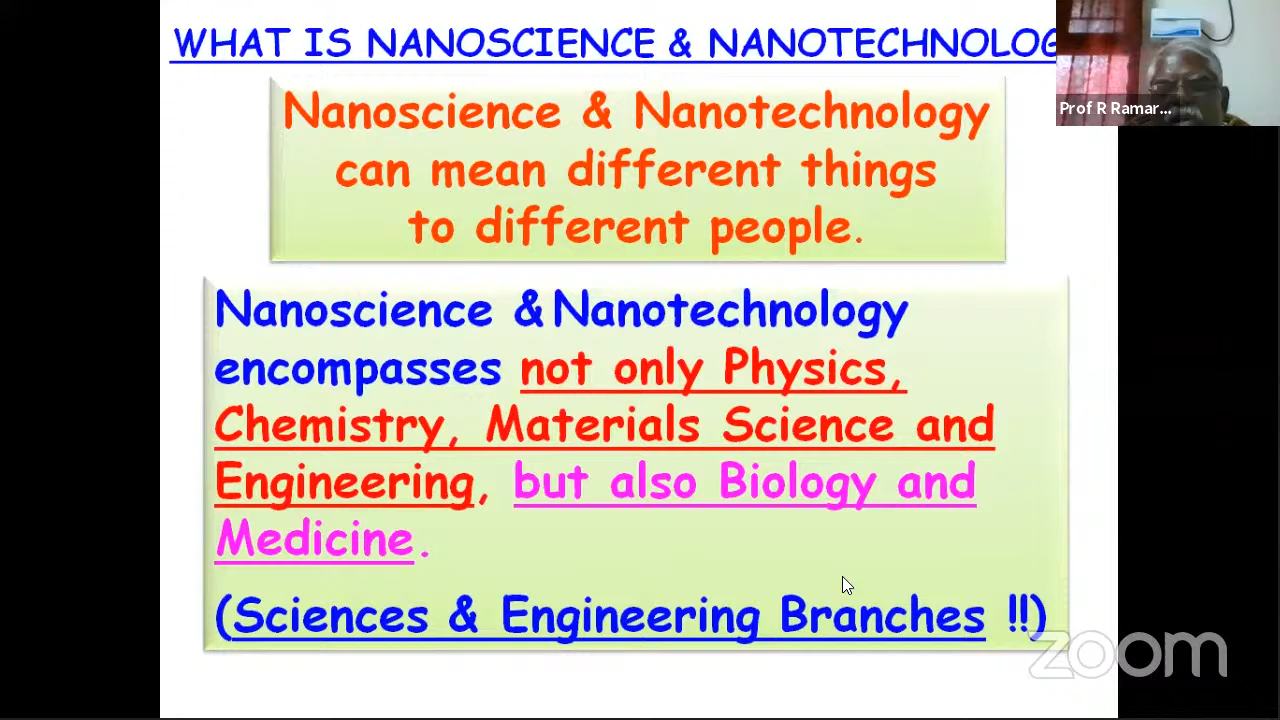 WHAT IS NANOSCIENCE & NANOTECHNOLOG
Prof R Ramar...
Nanoscience & Nanotechnology
can mean different things
to different people.
Nanoscience & Nanotechnology
encompasses not only Physics,
Chemistry, Materials Science and
Engineering, but also Biology and
Medicine.
(Sciences & Engineering Branches !!)
zoom